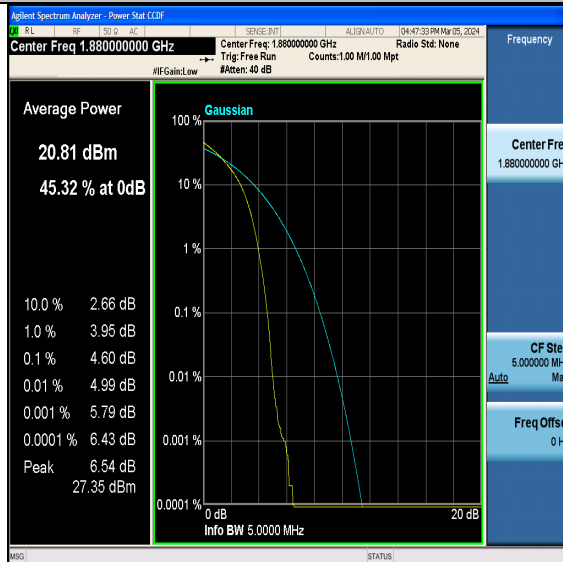 Agilent Spectrum Analyzer - Power Stat CCDF
R L RF 50 Ω AC SENSE:INT ALIGN AUTO 04:47:33 PM Mar 05, 2024
Center Freq 1.880000000 GHz
Center Freq: 1.880000000 GHz Radio Std: None
Trig: Free Run Counts:1.00 M/1.00 Mpt
#IFGain:Low #Atten: 40 dB
Frequency
Average Power
20.81 dBm
45.32 % at 0dB
10.0 % 2.66 dB
1.0 % 3.95 dB
0.1 % 4.60 dB
0.01 % 4.99 dB
0.001 % 5.79 dB
0.0001 % 6.43 dB
Peak 6.54 dB
27.35 dBm
Gaussian
100 %
10 %
1 %
0.1 %
0.01 %
0.001 %
0.0001 %
0 dB 20 dB
Info BW 5.0000 MHz
Center Fre
1.880000000 GH
CF Ste
5.000000 MH
Auto Ma
Freq Offse
0 H
MSG STATUS